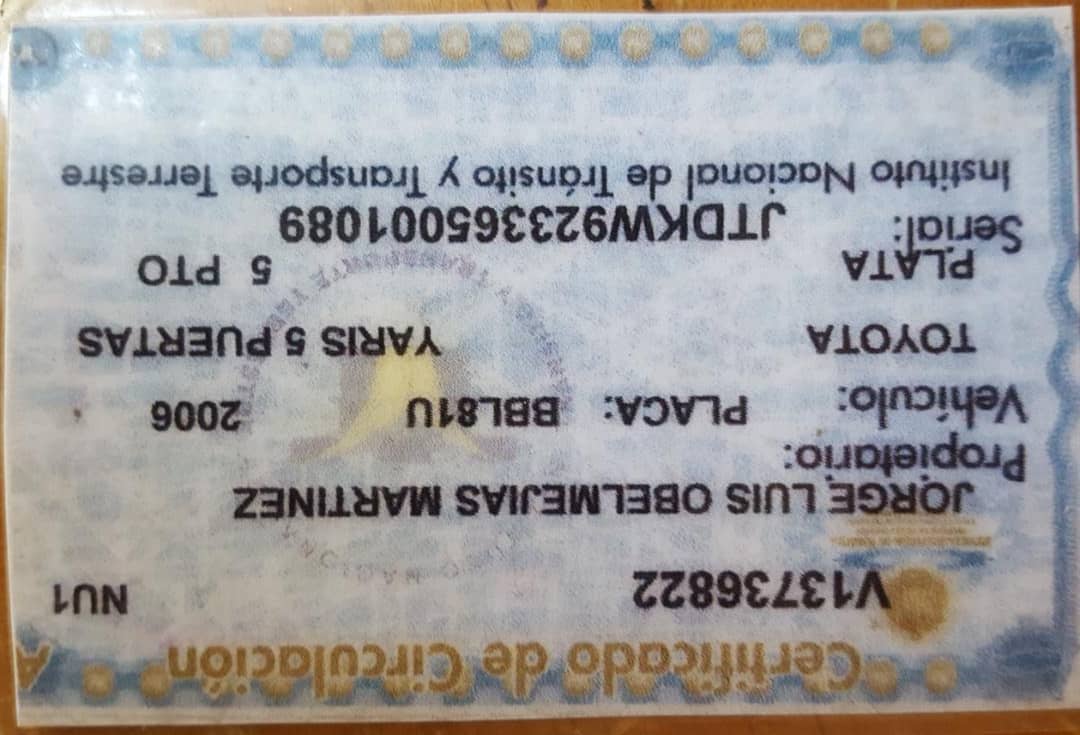 Certificado de Circulación A
V13736822 NU1
JORGE LUIS OBELMEJIAS MARTINEZ
Propietario:
Vehículo: PLACA: BBL81U 2006
TOYOTA YARIS 5 PUERTAS
PLATA 5 PTO
Serial: JTDKW923365001089
Instituto Nacional de Tránsito y Transporte Terrestre